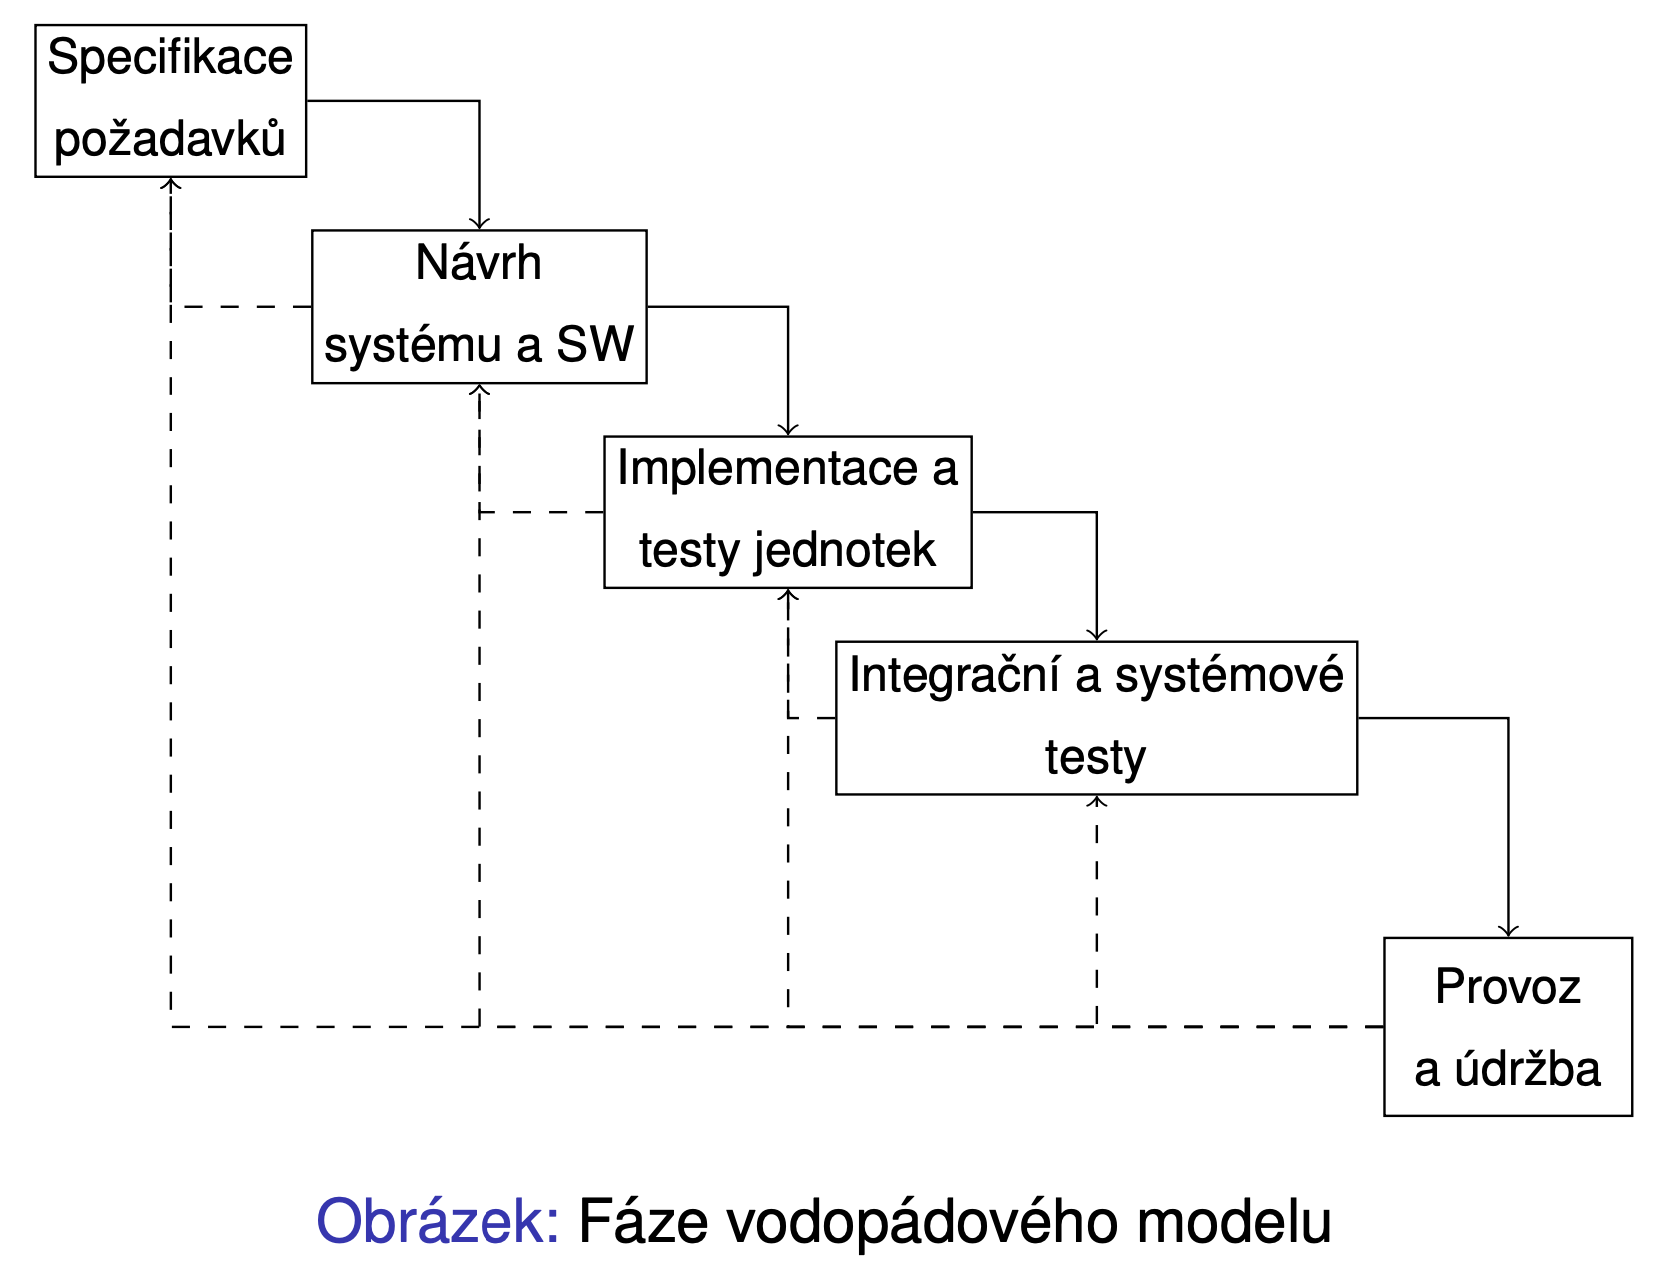 Specifikace
požadavků
Návrh
systému a SW
Implementace a
testy jednotek
Integrační a systémové
testy
Provoz
a údržba
Obrázek: Fáze vodopádového modelu